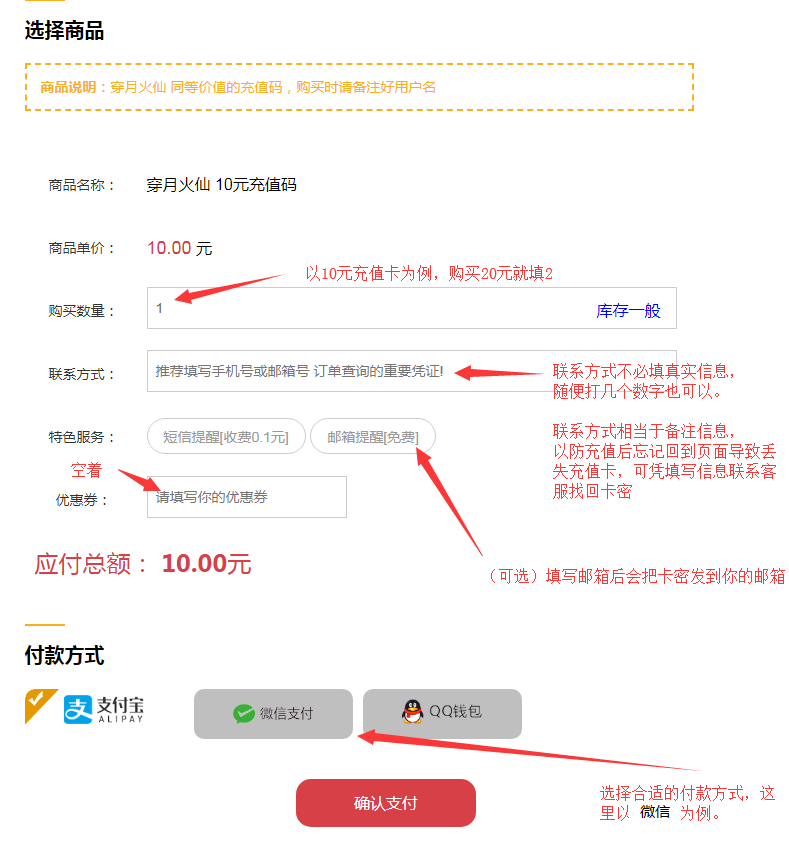 选择商品
商品说明：穿月火仙 同等价值的充值码，购买时请备注好用户名
商品名称： 穿月火仙 10元充值码
商品单价： 10.00 元
以10元充值卡为例，购买20元就填2
购买数量： 1 库存一般
联系方式： 推荐填写手机号或邮箱号 订单查询的重要凭证!
联系方式不必填真实信息，
随便打几个数字也可以。
联系方式相当于备注信息，
以防充值后忘记回到页面导致丢
失充值卡，可凭填写信息联系客
服找回卡密
特色服务： 短信提醒[收费0.1元] 邮箱提醒[免费]
空着
优惠券： 请填写你的优惠券
应付总额： 10.00元
（可选）填写邮箱后会把卡密发到你的邮箱
付款方式
支付宝
ALIPAY
微信支付
QQ钱包
选择合适的付款方式，这
里以 微信 为例。
确认支付